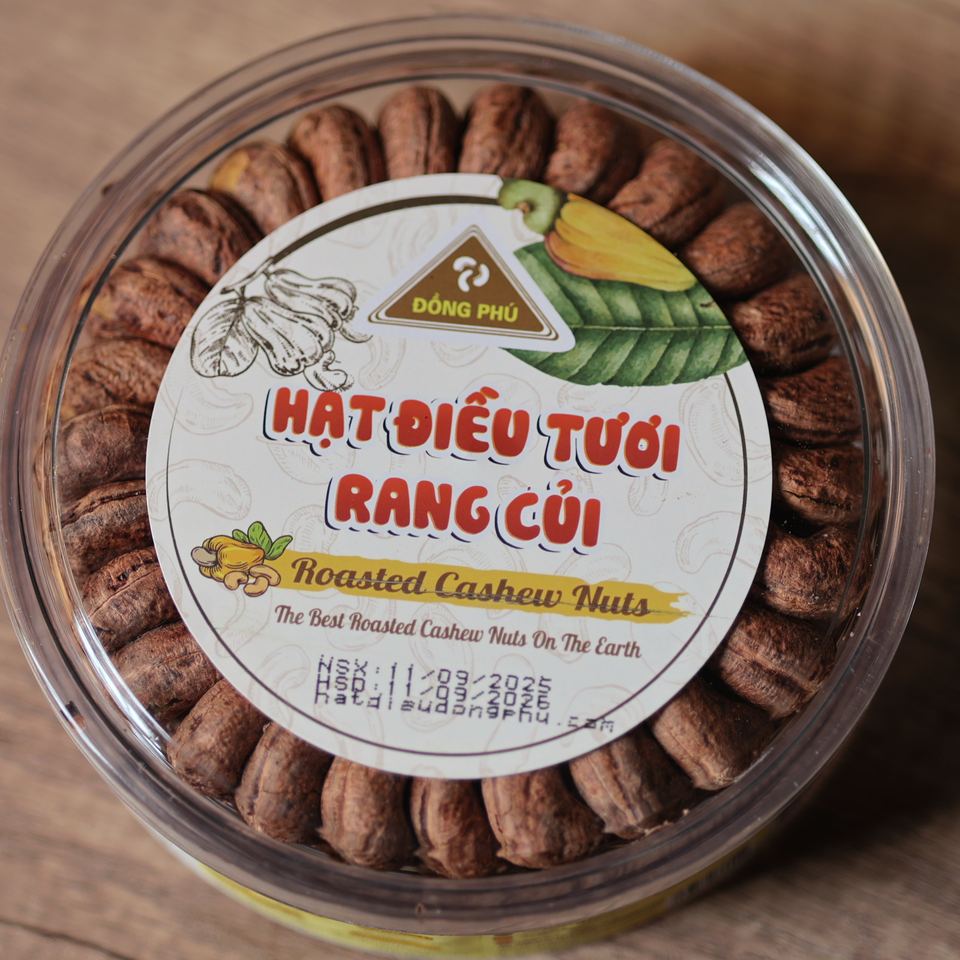 ĐỒNG PHÚ
HẠT ĐIỀU TƯƠI
RANG CỦI
Roasted Cashew Nuts
The Best Roasted Cashew Nuts On The Earth
NSX:11/09/2025
HSD:11/09/2026
hatdieudongphu.com